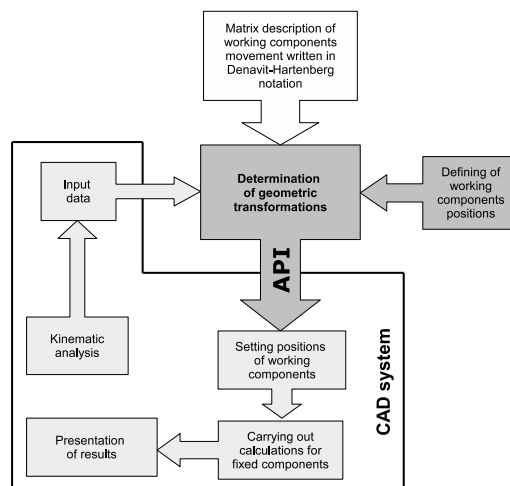 Matrix description of
working components
movement written in
Denavit-Hartenberg
notation
Input
data
Determination
of geometric
transformations
Defining of
working
components
positions
API
Kinematic
analysis
Setting positions
of working
components
CAD system
Presentation
of results
Carrying out
calculations for
fixed components